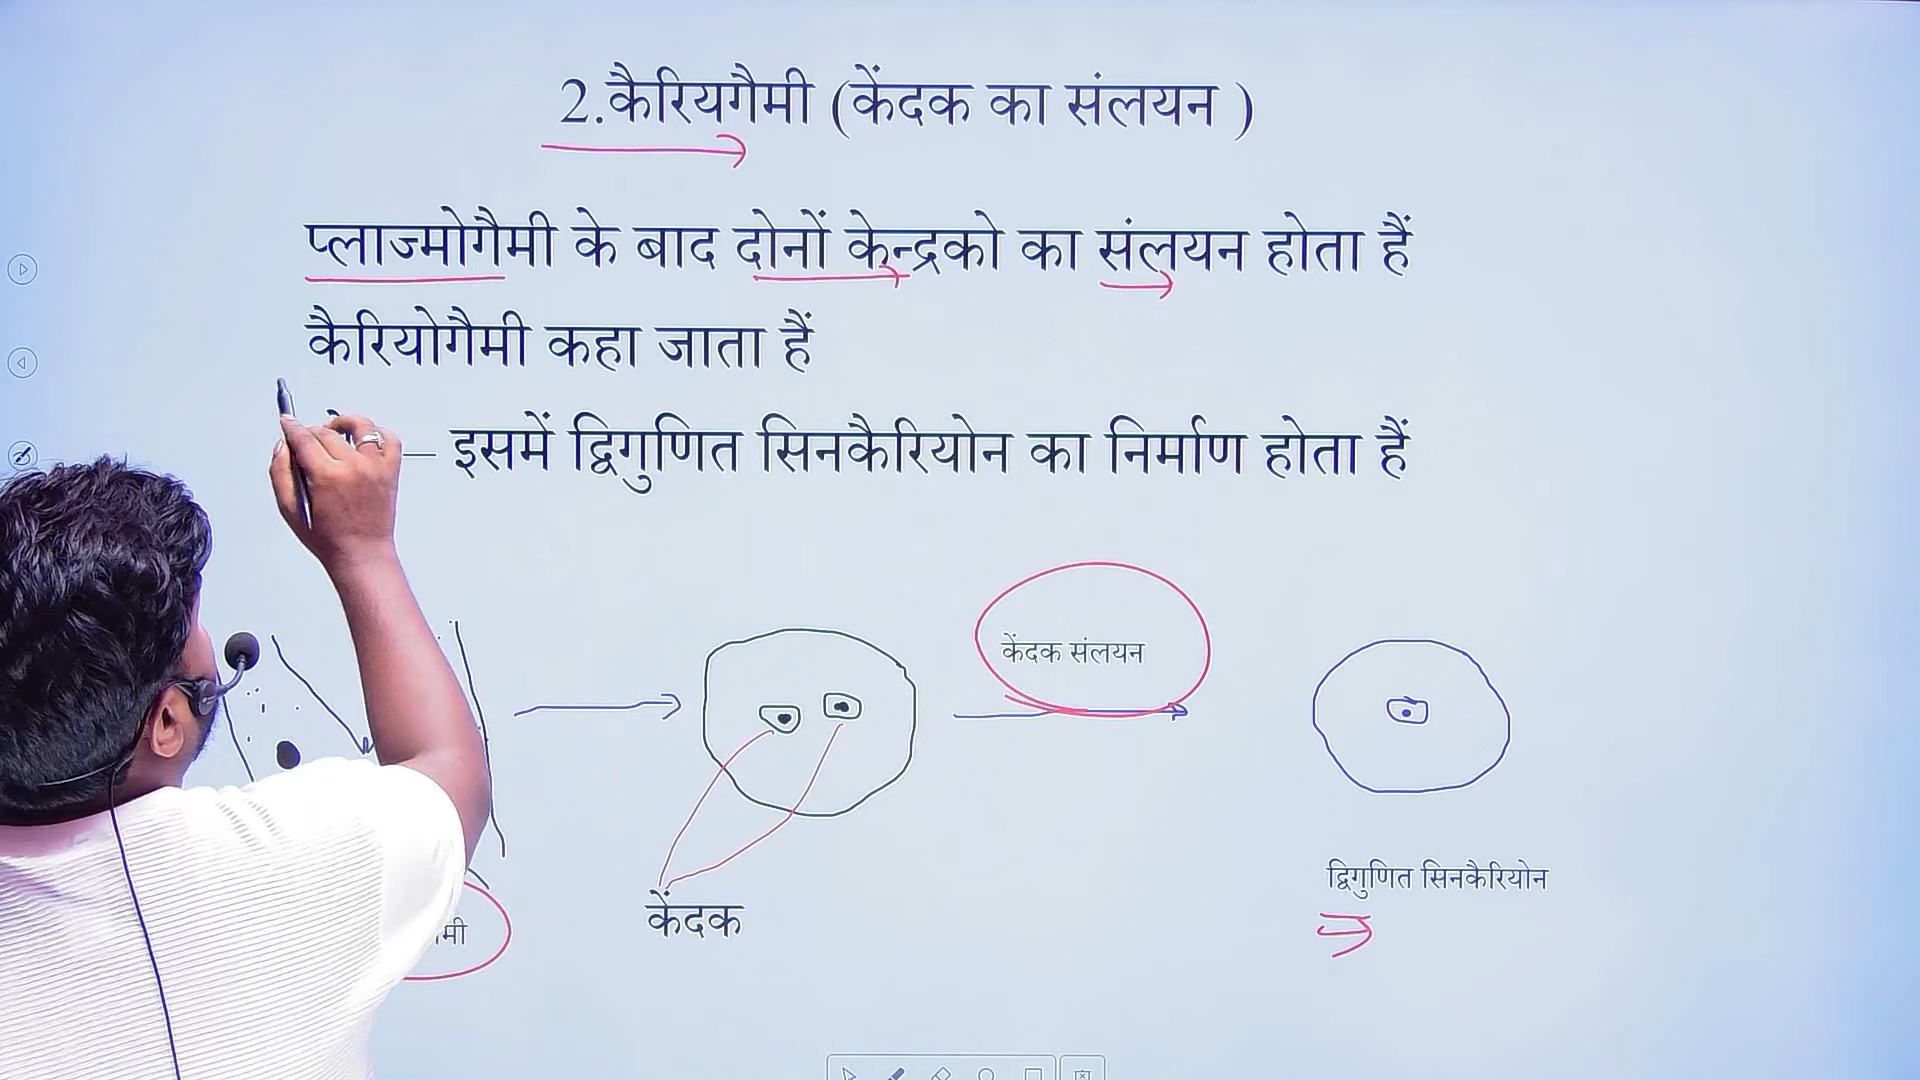 2.कैरियगैमी (केंदक का संलयन )
प्लाज्मोगैमी के बाद दोनों केन्द्रको का संलयन होता हैं
कैरियोगैमी कहा जाता हैं
– इसमें द्विगुणित सिनकैरियोन का निर्माण होता हैं
केंदक संलयन
द्विगुणित सिनकैरियोन
केंदक